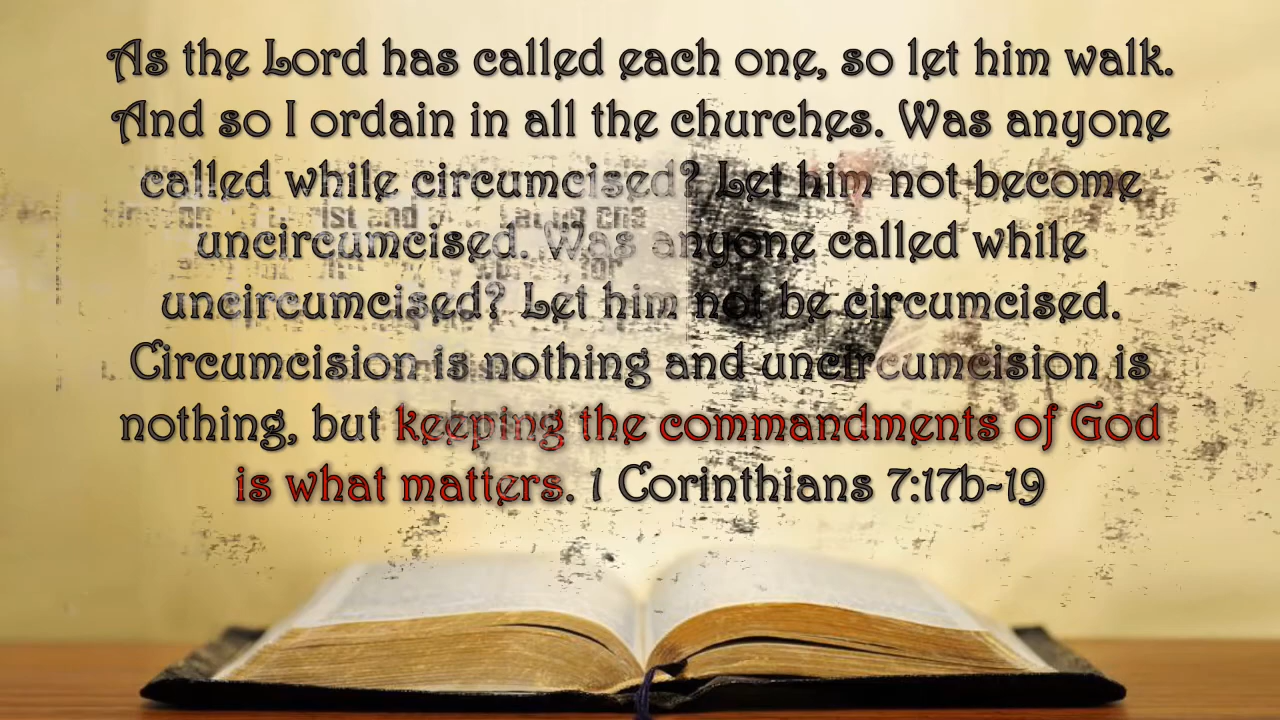 As the Lord has called each one, so let him walk.
And so I ordain in all the churches. Was anyone
called while circumcised? Let him not become
uncircumcised. Was anyone called while
uncircumcised? Let him not be circumcised.
Circumcision is nothing and uncircumcision is
nothing, but keeping the commandments of God
is what matters. 1 Corinthians 7:17b-19